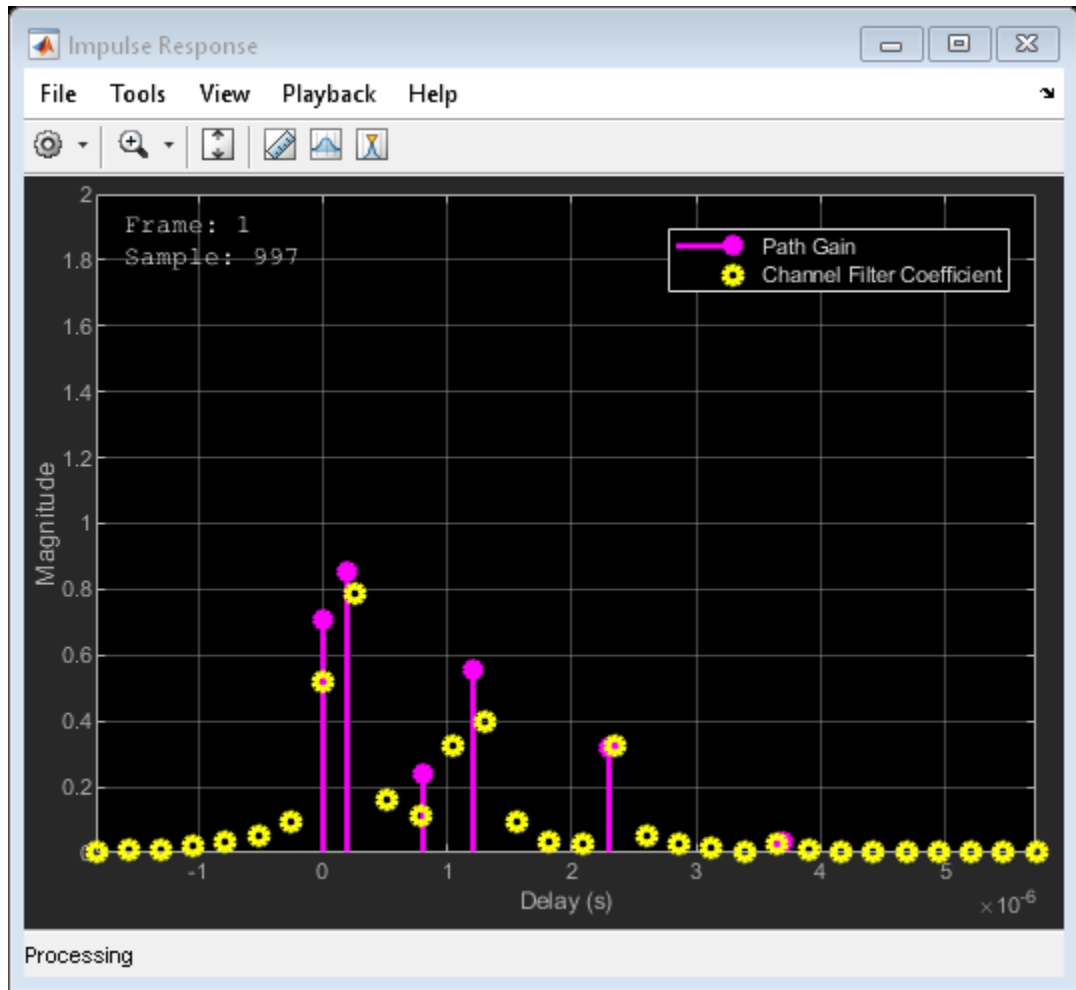 Impulse Response
File Tools View Playback Help
Frame: 1
Sample: 997
Path Gain
Channel Filter Coefficient
2
1.8
1.6
1.4
1.2
1
0.8
0.6
0.4
0.2
0
Magnitude
-1 0 1 2 3 4 5
Delay (s)
×10-6
Processing